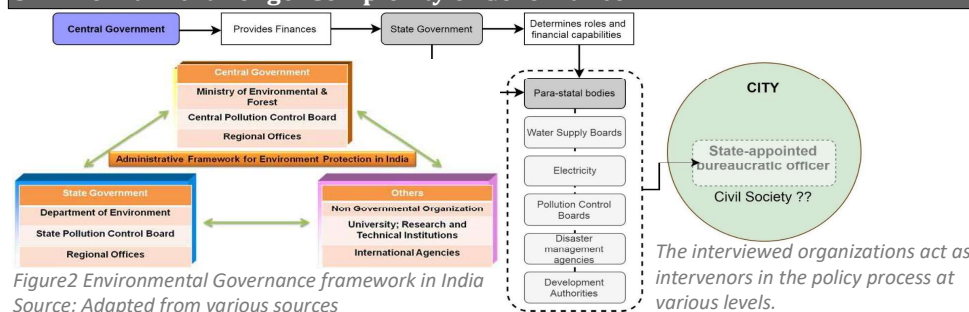 Central Government
Provides Finances
State Government
Determines roles and
financial capabilities
Central Government
Ministry of Environmental &
Forest
Central Pollution Control Board
Regional Offices
Administrative Framework for Environment Protection in India
State Government
Department of Environment
State Pollution Control Board
Regional Offices
Others
Non Governmental Organization
University; Research and
Technical Institutions
International Agencies
Figure2 Environmental Governance framework in India
Source: Adapted from various sources
Para-statal bodies
Water Supply Boards
Electricity
Pollution Control
Boards
Disaster
management
agencies
Development
Authorities
CITY
State-appointed
bureaucratic officer
Civil Society ??
The interviewed organizations act as
intervenors in the policy process at
various levels.